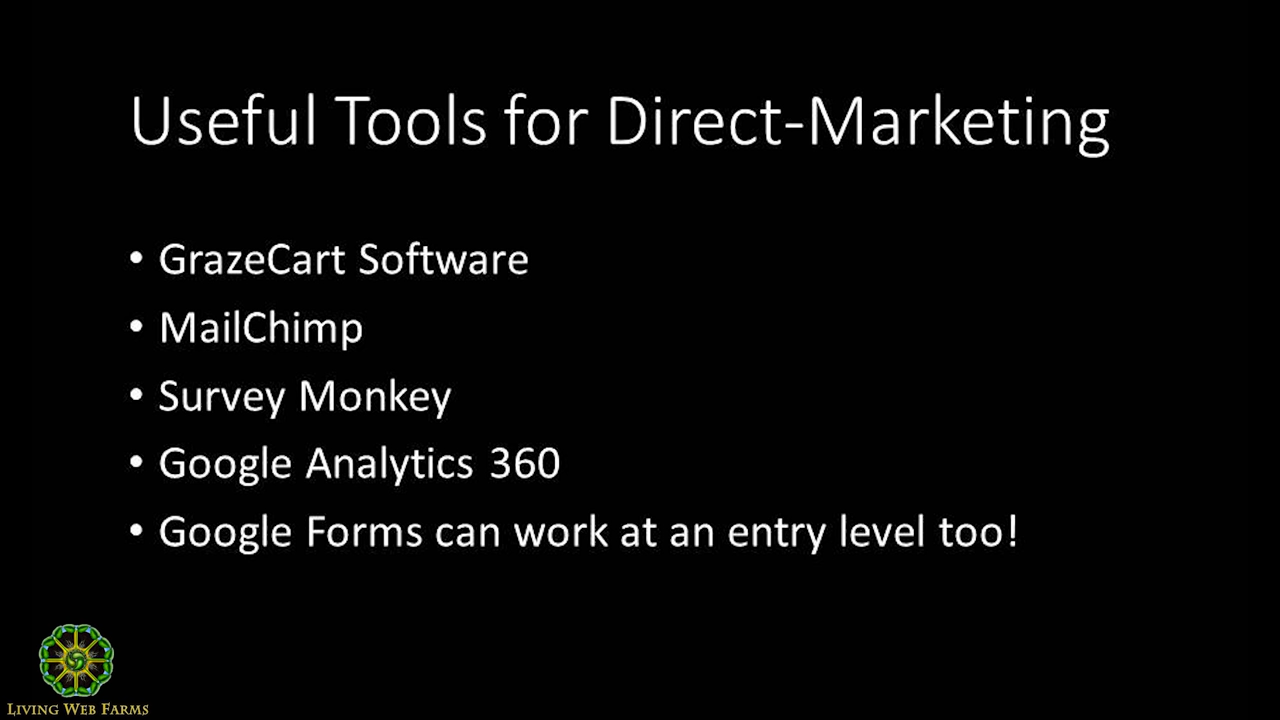 Useful Tools for Direct-Marketing
• GrazeCart Software
• MailChimp
• Survey Monkey
• Google Analytics 360
• Google Forms can work at an entry level too!
LIVING WEB FARMS